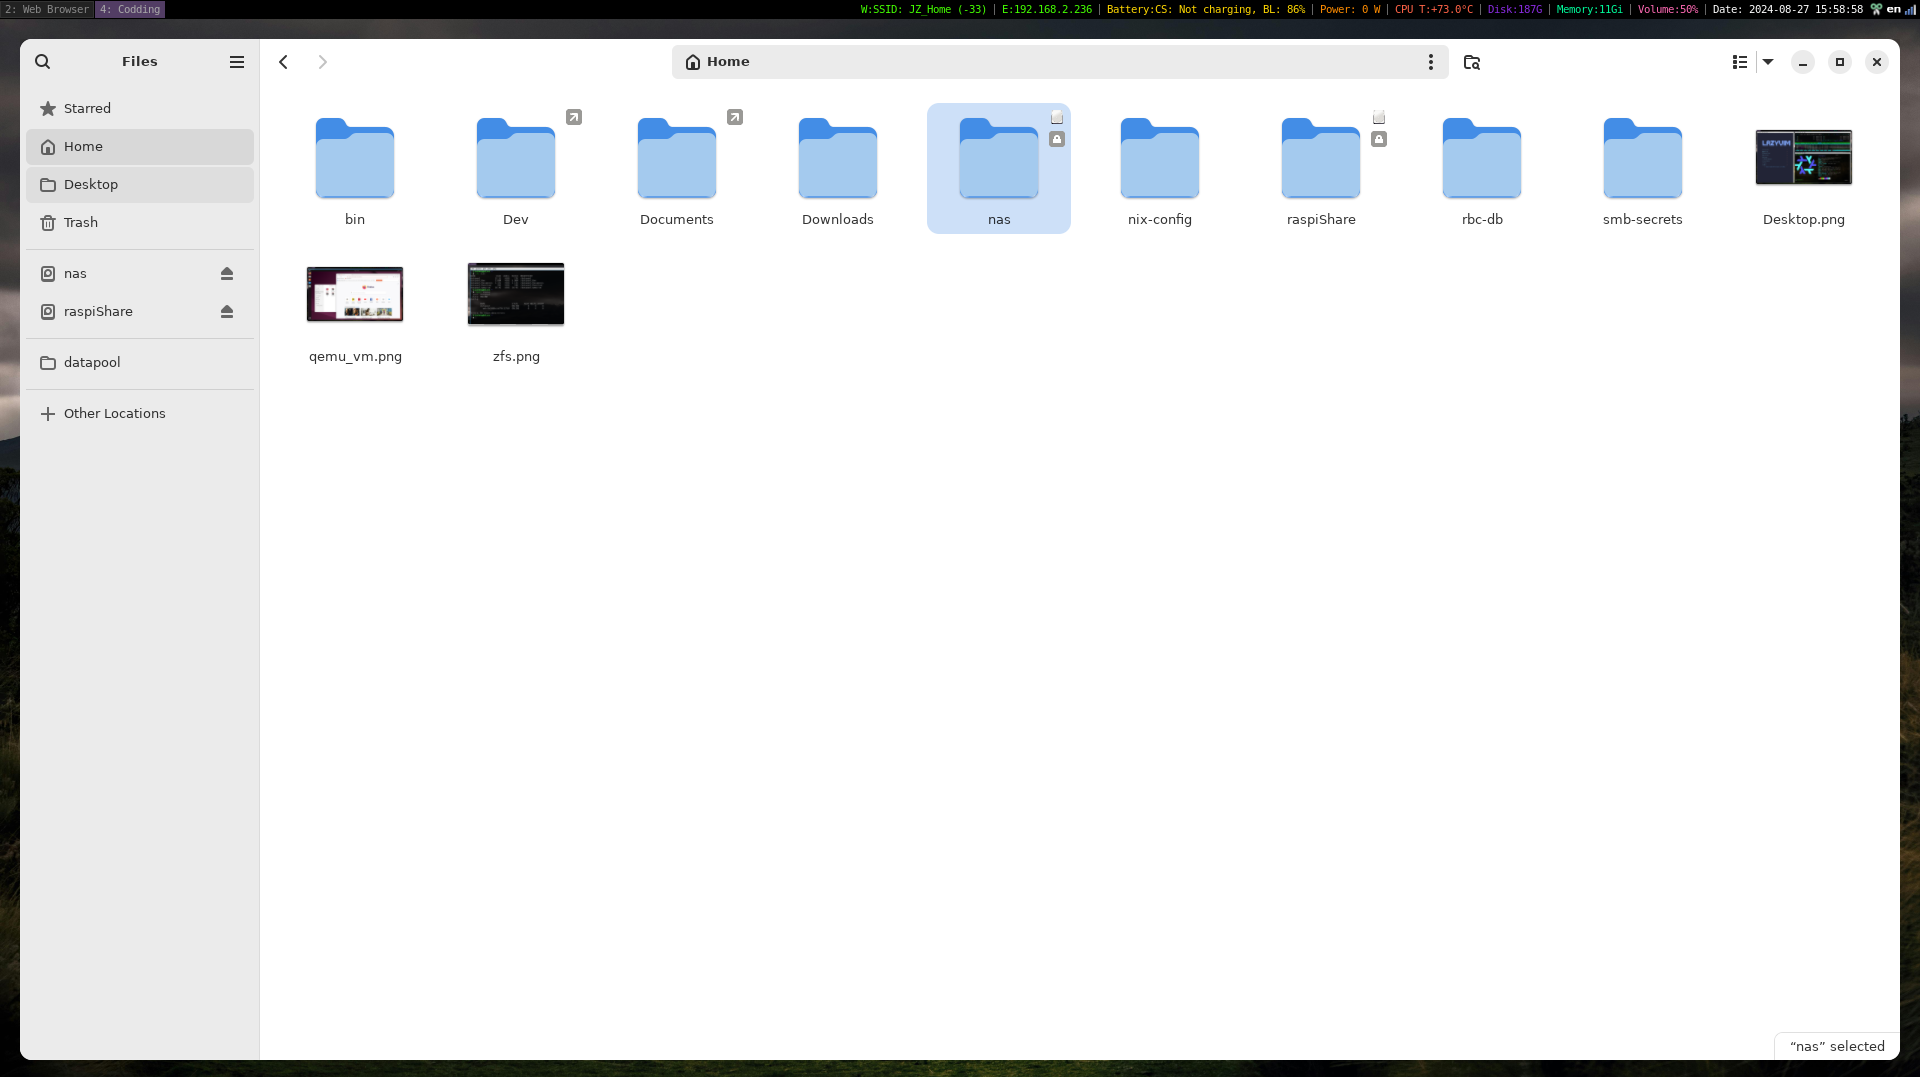 2: Web Browser 4: Codding W:SSID: JZ_Home (-33) | E:192.168.2.236 | Battery:CS: Not charging, BL: 86% | Power: 0 W | CPU T:+73.0°C | Disk:187G | Memory:11Gi | Volume:50% | Date: 2024-08-27 15:58:58 en
Files
Home
Starred
Home
Desktop
Trash
nas
raspiShare
datapool
Other Locations
bin Dev Documents Downloads nas nix-config raspiShare rbc-db smb-secrets Desktop.png
LAZYVIM
qemu_vm.png zfs.png
“nas” selected